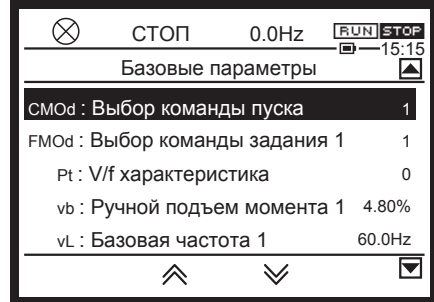 СТОП 0.0Hz RUN STOP
15:15
Базовые параметры
CMOd : Выбор команды пуска 1
FMOd : Выбор команды задания 1 1
Pt : V/f характеристика 0
vb : Ручной подъем момента 1 4.80%
vL : Базовая частота 1 60.0Hz